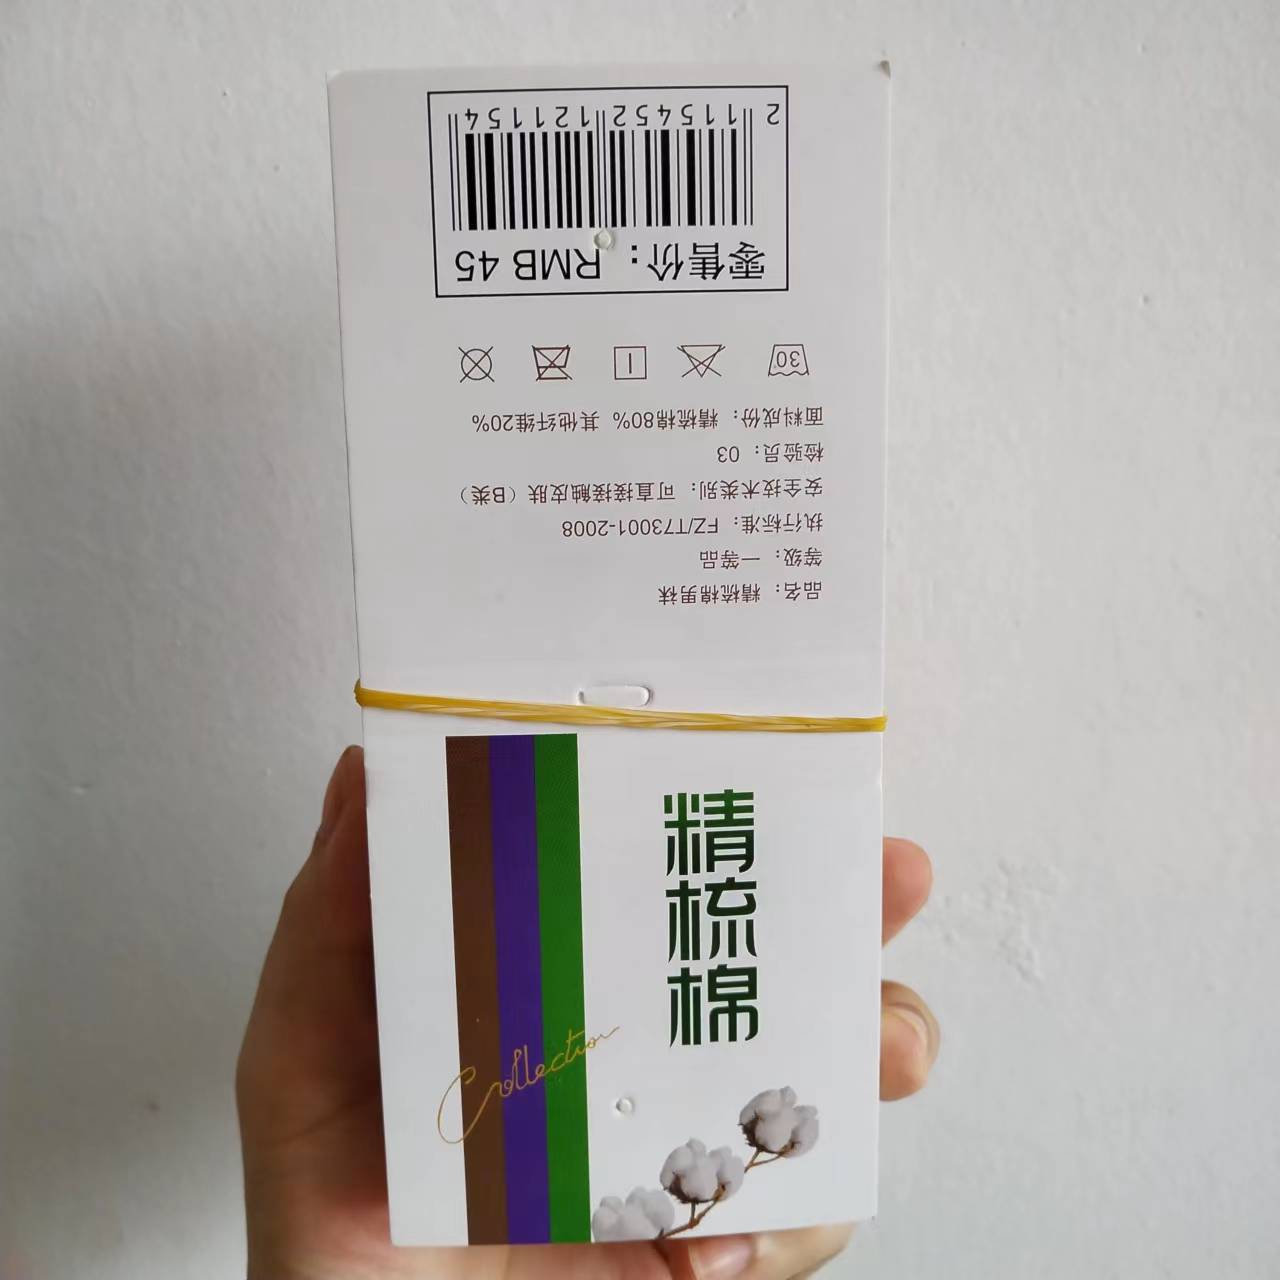 品名：精梳棉男袜
等级：一等品
执行标准：FZ/T73001-2008
安全技术类别：可直接接触皮肤（B类）
检验员：03
面料成份：精梳棉80% 其他纤维20%
30
零售价：RMB 45
2 115452 121154
精梳棉
Collection